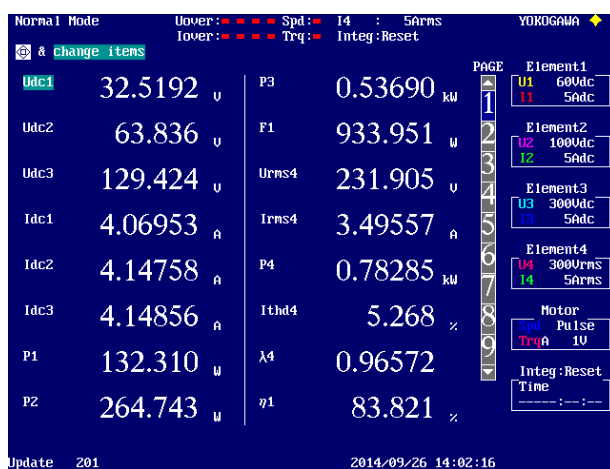 Normal Mode Uover: Spd: I4 : 5Arms YOKOGAWA
Iover: Trq: Integ:Reset
& change items
PAGE
Udc1 32.5192 V P3 0.53690 kW
Udc2 63.836 V F1 933.951 W
Udc3 129.424 V Urms4 231.905 V
Idc1 4.06953 A Irms4 3.49557 A
Idc2 4.14758 A P4 0.78285 kW
Idc3 4.14856 A Ithd4 5.268 %
P1 132.310 W λ4 0.96572
P2 264.743 W η1 83.821 %
1
2
3
4
5
6
7
8
9
Element1
U1 60Vdc
I1 5Adc
Element2
U2 100Vdc
I2 5Adc
Element3
U3 300Vdc
I3 5Adc
Element4
U4 300Vrms
I4 5Arms
Motor
Spd Pulse
TrqA 1V
Integ:Reset
Time
-----:--:--
Update 201 2014/09/26 14:02:16